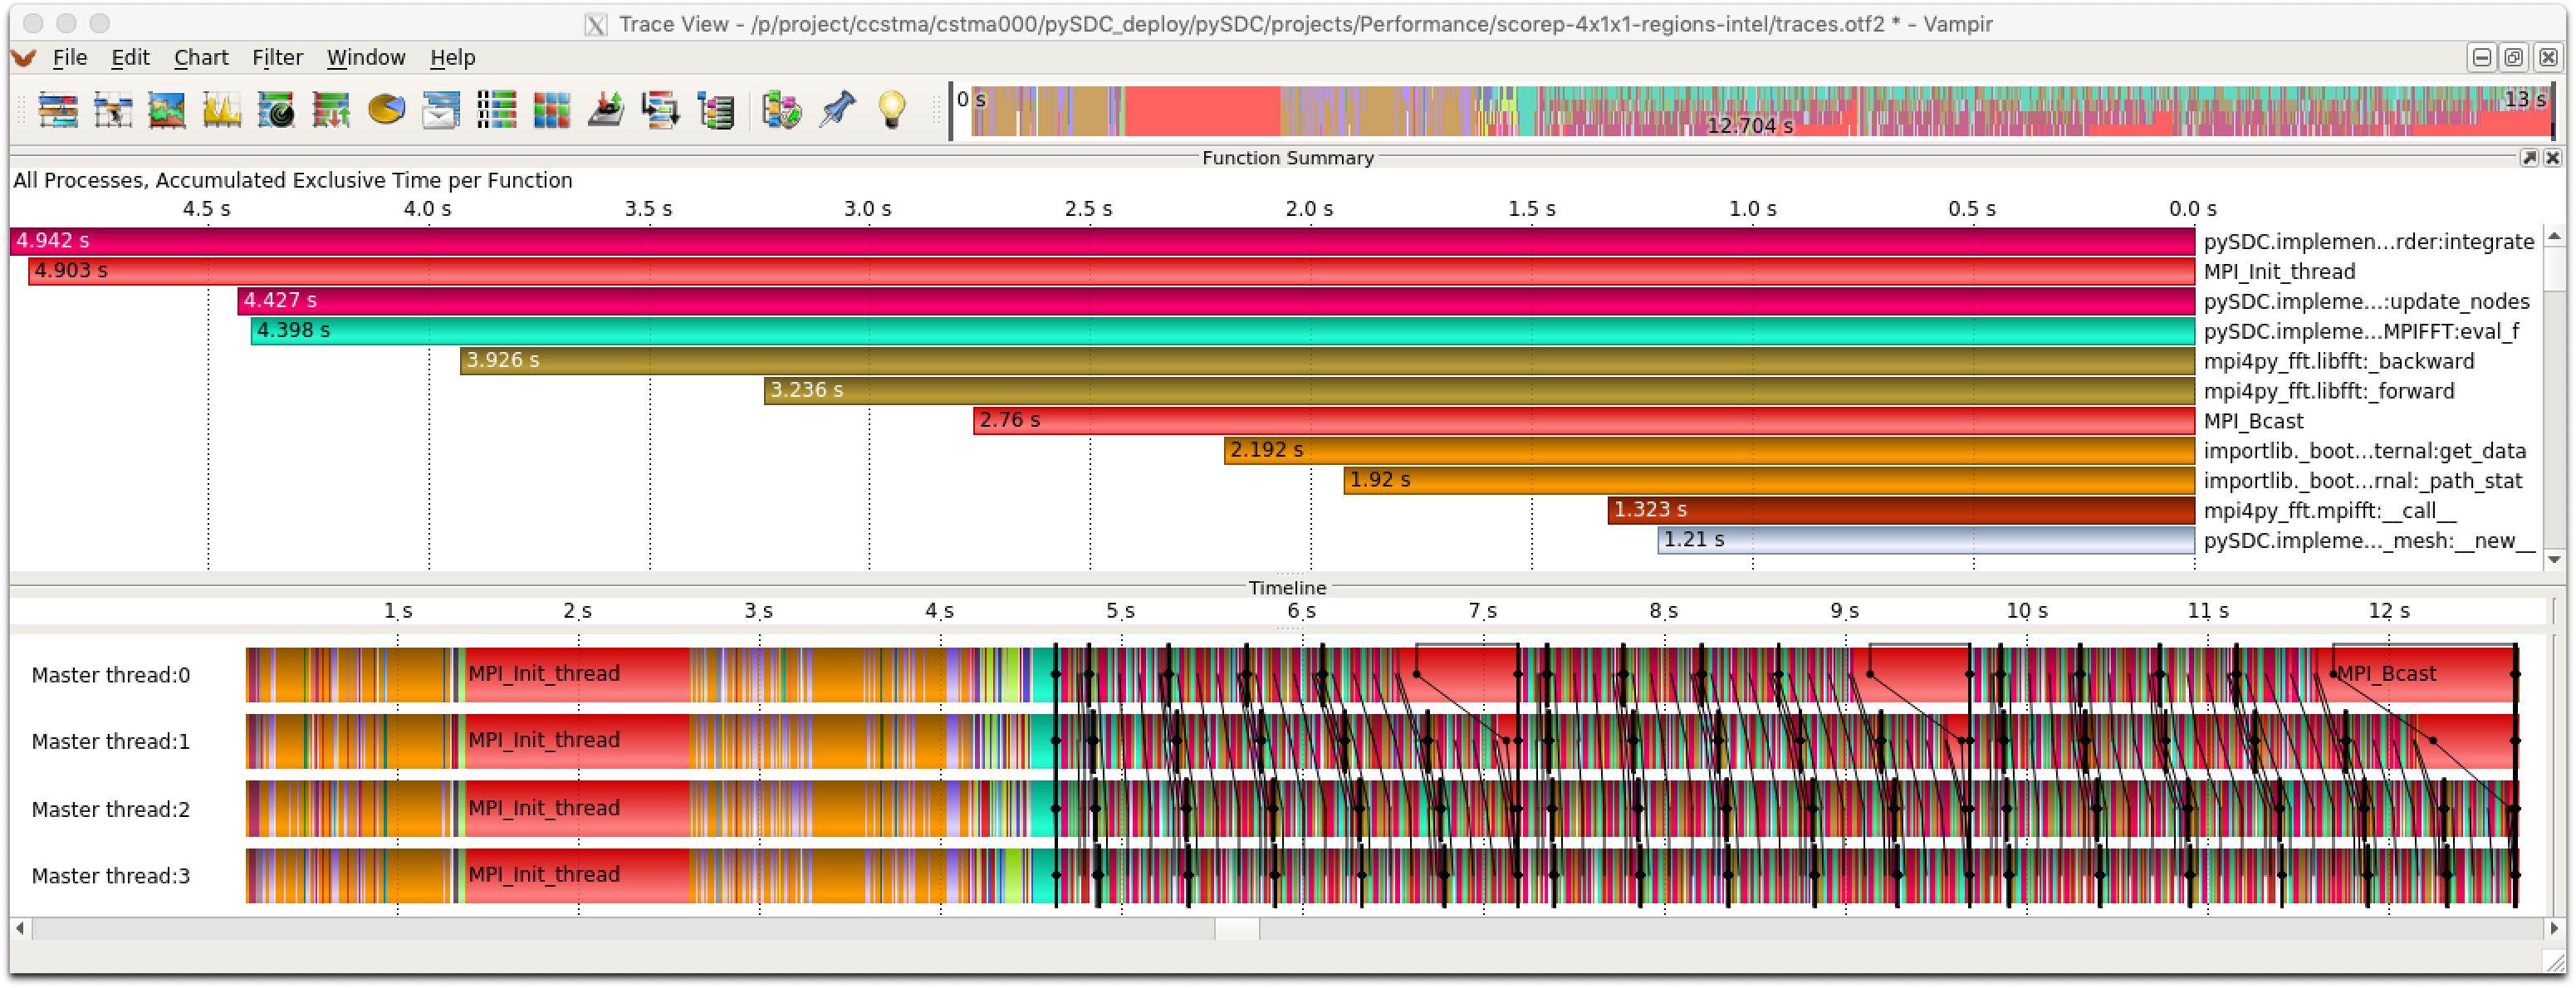 Trace View - /p/project/ccstma/cstma000/pySDC_deploy/pySDC/projects/Performance/scorep-4x1x1-regions-intel/traces.otf2 * - Vampir
File Edit Chart Filter Window Help
0 s 12.704 s 13 s
Function Summary
All Processes, Accumulated Exclusive Time per Function
4.5 s 4.0 s 3.5 s 3.0 s 2.5 s 2.0 s 1.5 s 1.0 s 0.5 s 0.0 s
4.942 s pySDC.implemen...rder:integrate
4.903 s MPI_Init_thread
4.427 s pySDC.impleme...:update_nodes
4.398 s pySDC.impleme...MPIFFT:eval_f
3.926 s mpi4py_fft.libfft:_backward
3.236 s mpi4py_fft.libfft:_forward
2.76 s MPI_Bcast
2.192 s importlib._boot...ternal:get_data
1.92 s importlib._boot...rnal:_path_stat
1.323 s mpi4py_fft.mpifft:__call__
1.21 s pySDC.impleme..._mesh:__new__
Timeline
1 s 2 s 3 s 4 s 5 s 6 s 7 s 8 s 9 s 10 s 11 s 12 s
Master thread:0 MPI_Init_thread MPI_Bcast
Master thread:1 MPI_Init_thread
Master thread:2 MPI_Init_thread
Master thread:3 MPI_Init_thread